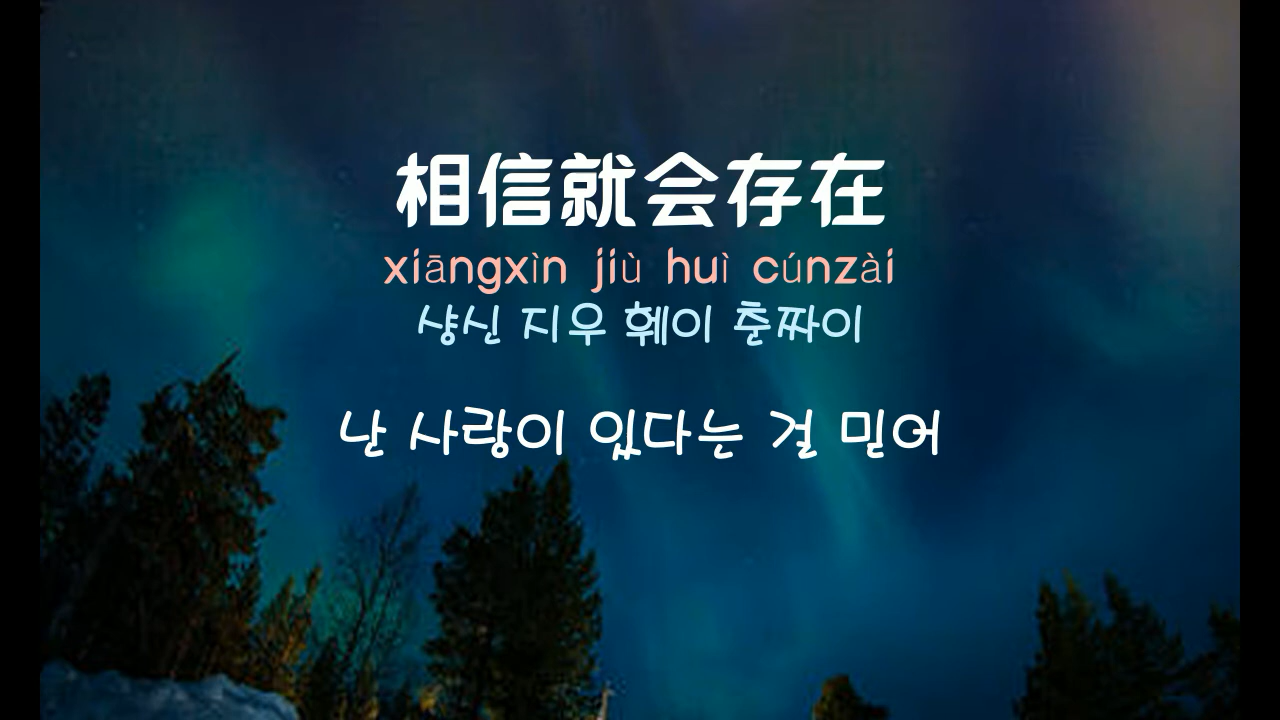 相信就会存在
xiāngxìn jiù huì cúnzài
샹신 지우 훼이 춘짜이
난 사랑이 있다는 걸 믿어